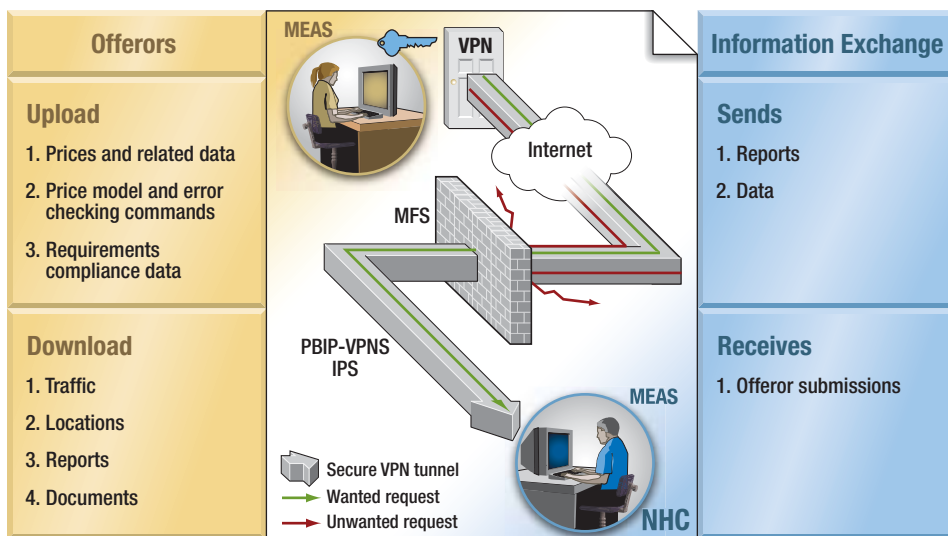 Offerors
Upload
1. Prices and related data
2. Price model and error
checking commands
3. Requirements
compliance data
Download
1. Traffic
2. Locations
3. Reports
4. Documents
MEAS
VPN
Internet
MFS
PBIP-VPNS
IPS
MEAS
NHC
Secure VPN tunnel
Wanted request
Unwanted request
Information Exchange
Sends
1. Reports
2. Data
Receives
1. Offeror submissions